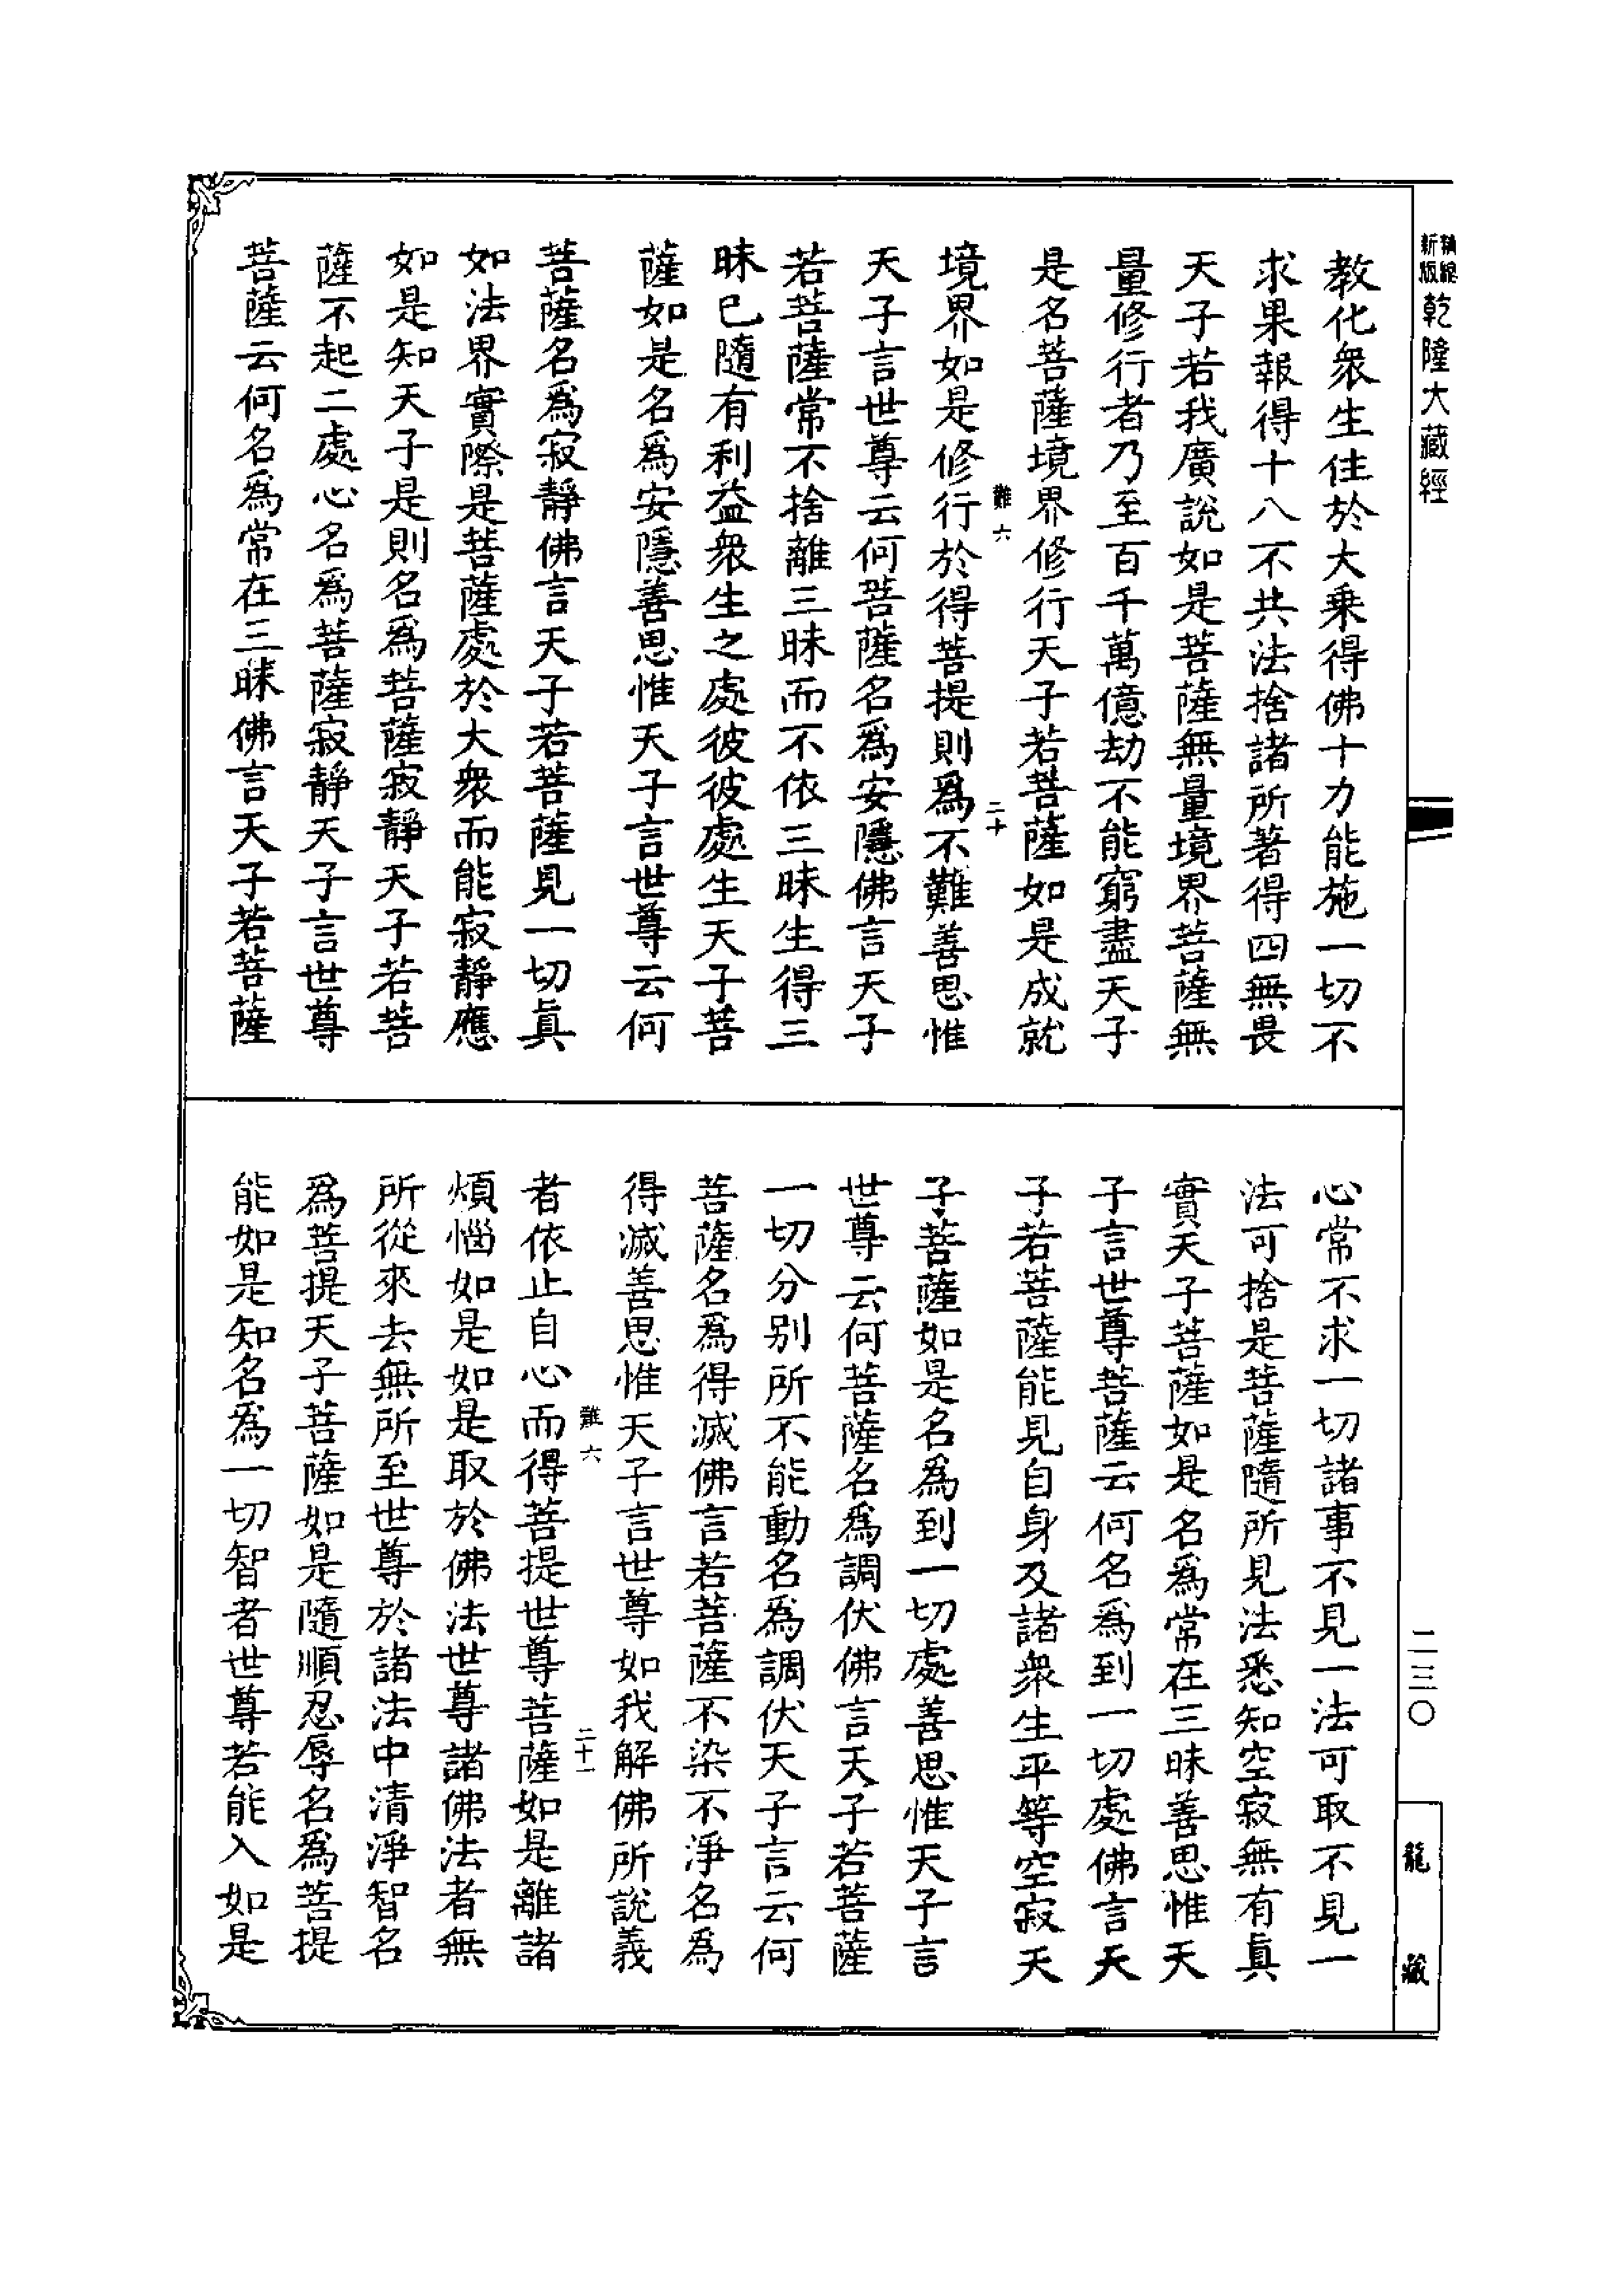 新編
縮版
乾隆大藏經
教化衆生住於大乗得佛十力能施一切不
求果報得十八不共法捨諸所著得四無畏
天子若我廣説如是菩薩無量境界菩薩無
量修行者乃至百千萬億劫不能窮盡天子
是名菩薩境界修行天子若菩薩如是成就
難六
二十
境界如是修行於得菩提則爲不難善思惟
天子言世尊云何菩薩名爲安隱佛言天子
若菩薩常不捨離三昧而不依三昧生得三
昧已隨有利益衆生之處彼彼處生天子菩
薩如是名爲安隱善思惟天子言世尊云何
菩薩名爲寂靜佛言天子若菩薩見一切眞
如法界實際是菩薩處於大衆而能寂靜應
如是知天子是則名爲菩薩寂靜天子若菩
薩不起二處心名爲菩薩寂靜天子言世尊
菩薩云何名爲常在三昧佛言天子若菩薩
心常不求一切諸事不見一法可取不見一
法可捨是菩薩隨所見法悉知空寂無有眞
實天子菩薩如是名爲常在三昧善思惟天
子言世尊菩薩云何名爲到一切處佛言天
子若菩薩能見自身及諸衆生平等空寂天
子菩薩如是名爲到一切處善思惟天子言
世尊云何菩薩名爲調伏佛言天子若菩薩
一切分别所不能動名爲調伏天子言云何
菩薩名爲得滅佛言若菩薩不染不淨名爲
得滅善思惟天子言世尊如我解佛所説義
難六
二十一
者依止自心而得菩提世尊菩薩如是離諸
煩惱如是如是取於佛法世尊諸佛法者無
所從來去無所至世尊於諸法中清淨智名
爲菩提天子菩薩如是隨順忍辱名爲菩提
能如是知名爲一切智者世尊若能入如是
二三〇
龍藏